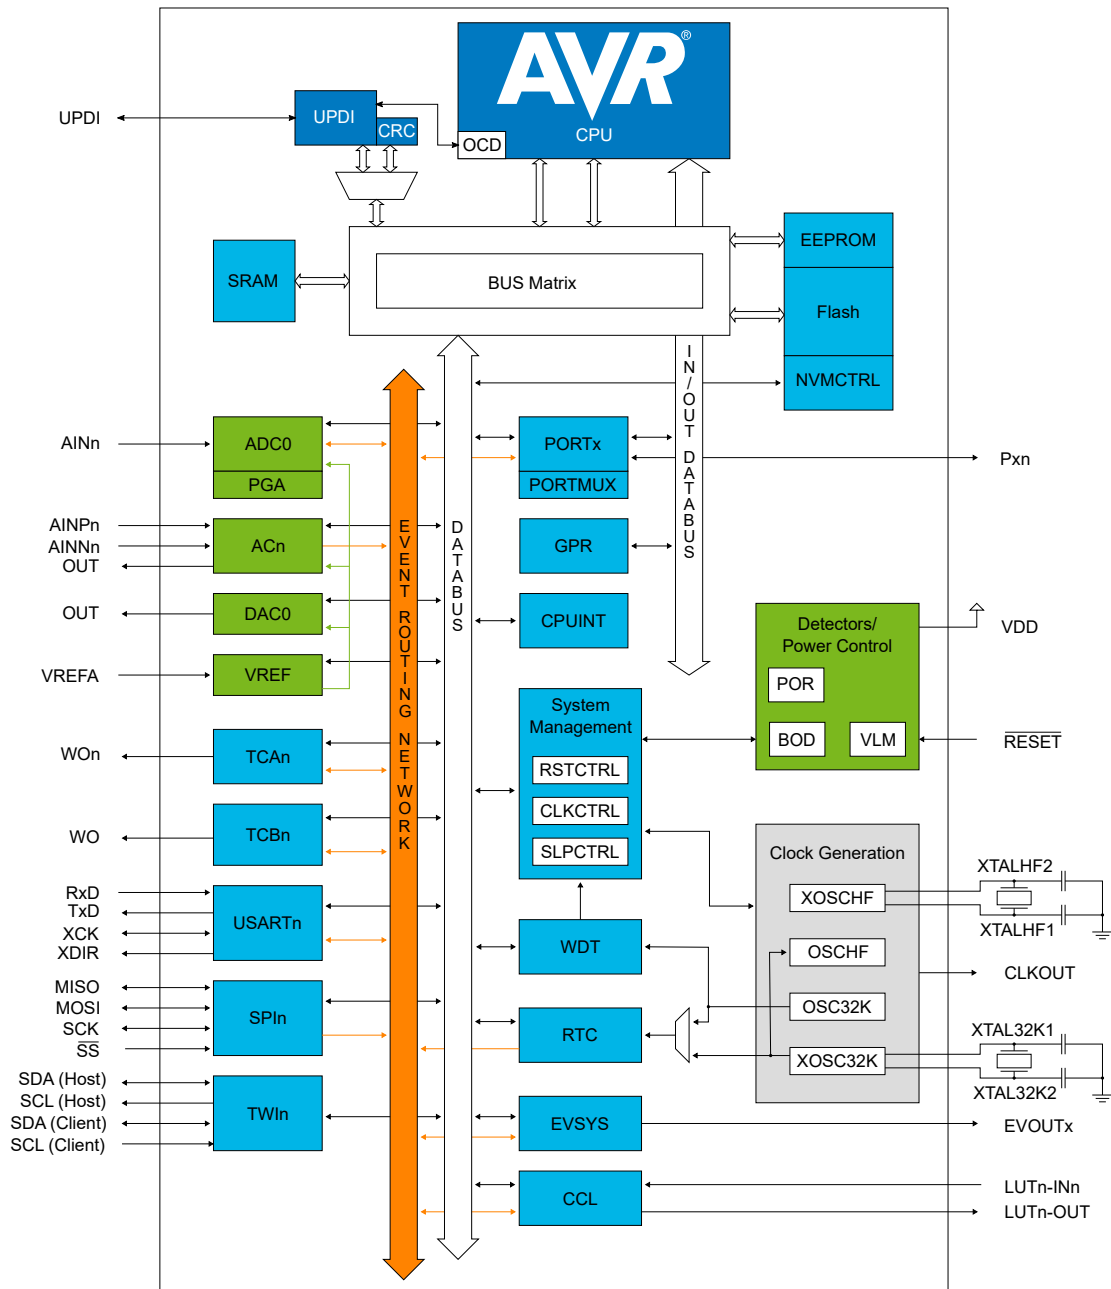 AVR®
CPU
OCD
UPDI
UPDI
CRC
SRAM
BUS Matrix
EEPROM
Flash
NVMCTRL
IN/OUT DATABUS
DATABUS
EVENT ROUTING NETWORK
AINn
ADC0
PGA
PORTx
PORTMUX
Pxn
AINPn
AINNn
OUT
ACn
GPR
OUT
DAC0
CPUINT
VREFA
VREF
Detectors/
Power Control
POR
BOD
VLM
VDD
RESET
System
Management
RSTCTRL
CLKCTRL
SLPCTRL
WOn
TCAn
WO
TCBn
Clock Generation
XOSCHF
OSCHF
OSC32K
XOSC32K
XTALHF2
XTALHF1
CLKOUT
XTAL32K1
XTAL32K2
RxD
TxD
XCK
XDIR
USARTn
WDT
MISO
MOSI
SCK
SS
SPIn
RTC
SDA (Host)
SCL (Host)
SDA (Client)
SCL (Client)
TWIn
EVSYS
EVOUTx
CCL
LUTn-INn
LUTn-OUT